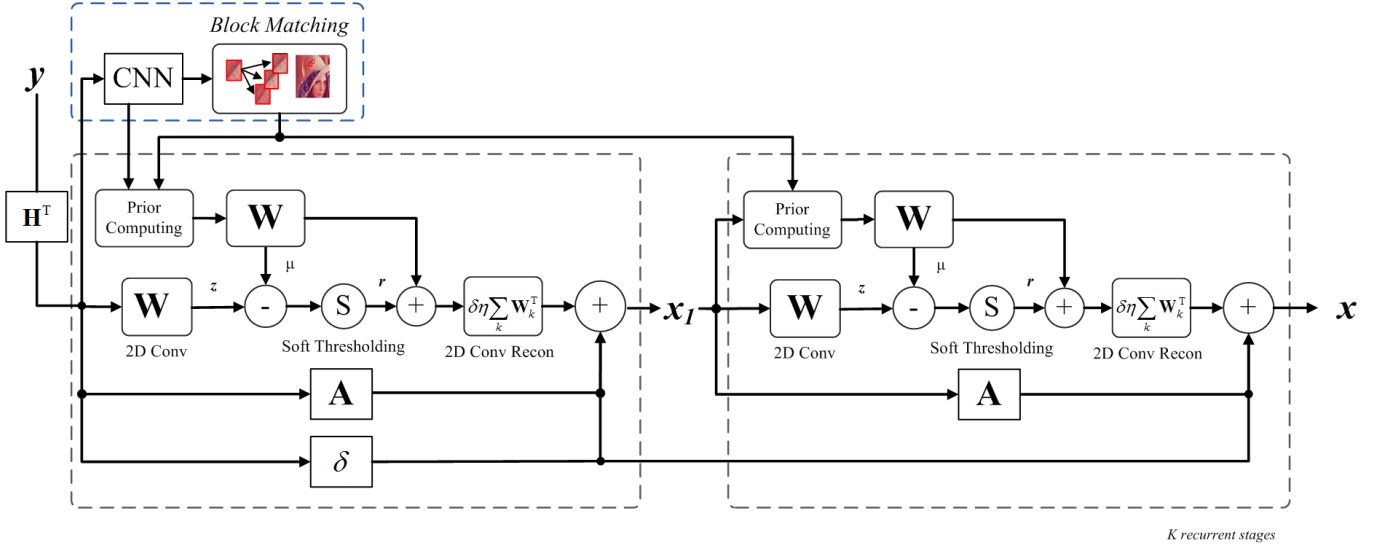 Block Matching
y
CNN
H^T
Prior
Computing
W
μ
W
z
-
S
r
+
δη∑_k W_k^T
+
2D Conv
Soft Thresholding
2D Conv Recon
A
δ
x_1
Prior
Computing
W
μ
W
z
-
S
r
+
δη∑_k W_k^T
+
x
2D Conv
Soft Thresholding
2D Conv Recon
A
K recurrent stages